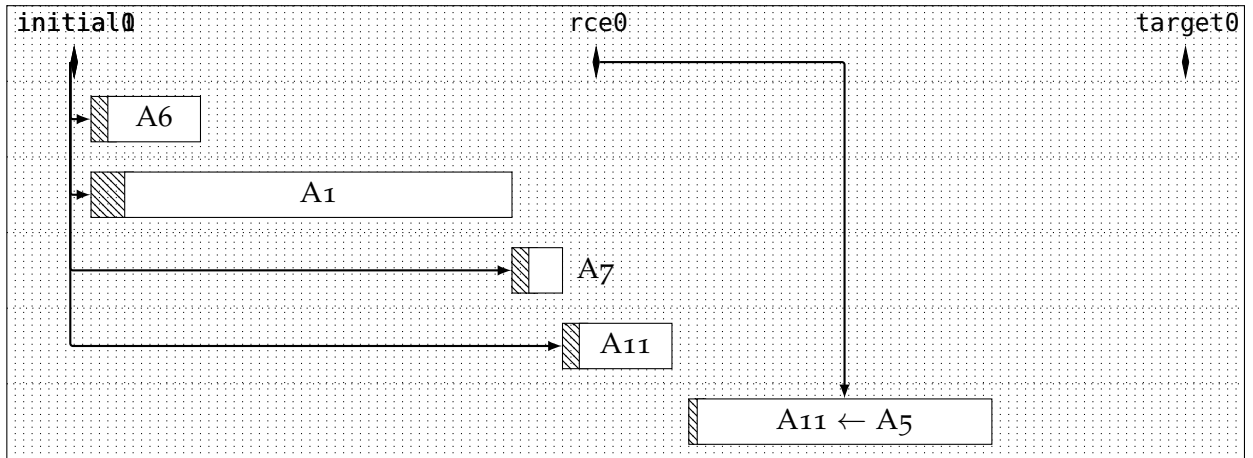 initial0 rce0 target0
A6
A1
A7
A11
A11 ← A5